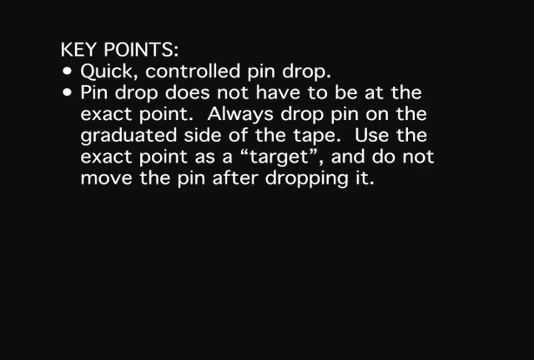 KEY POINTS:
• Quick, controlled pin drop.
• Pin drop does not have to be at the
exact point.  Always drop pin on the
graduated side of the tape.  Use the
exact point as a “target”, and do not
move the pin after dropping it.